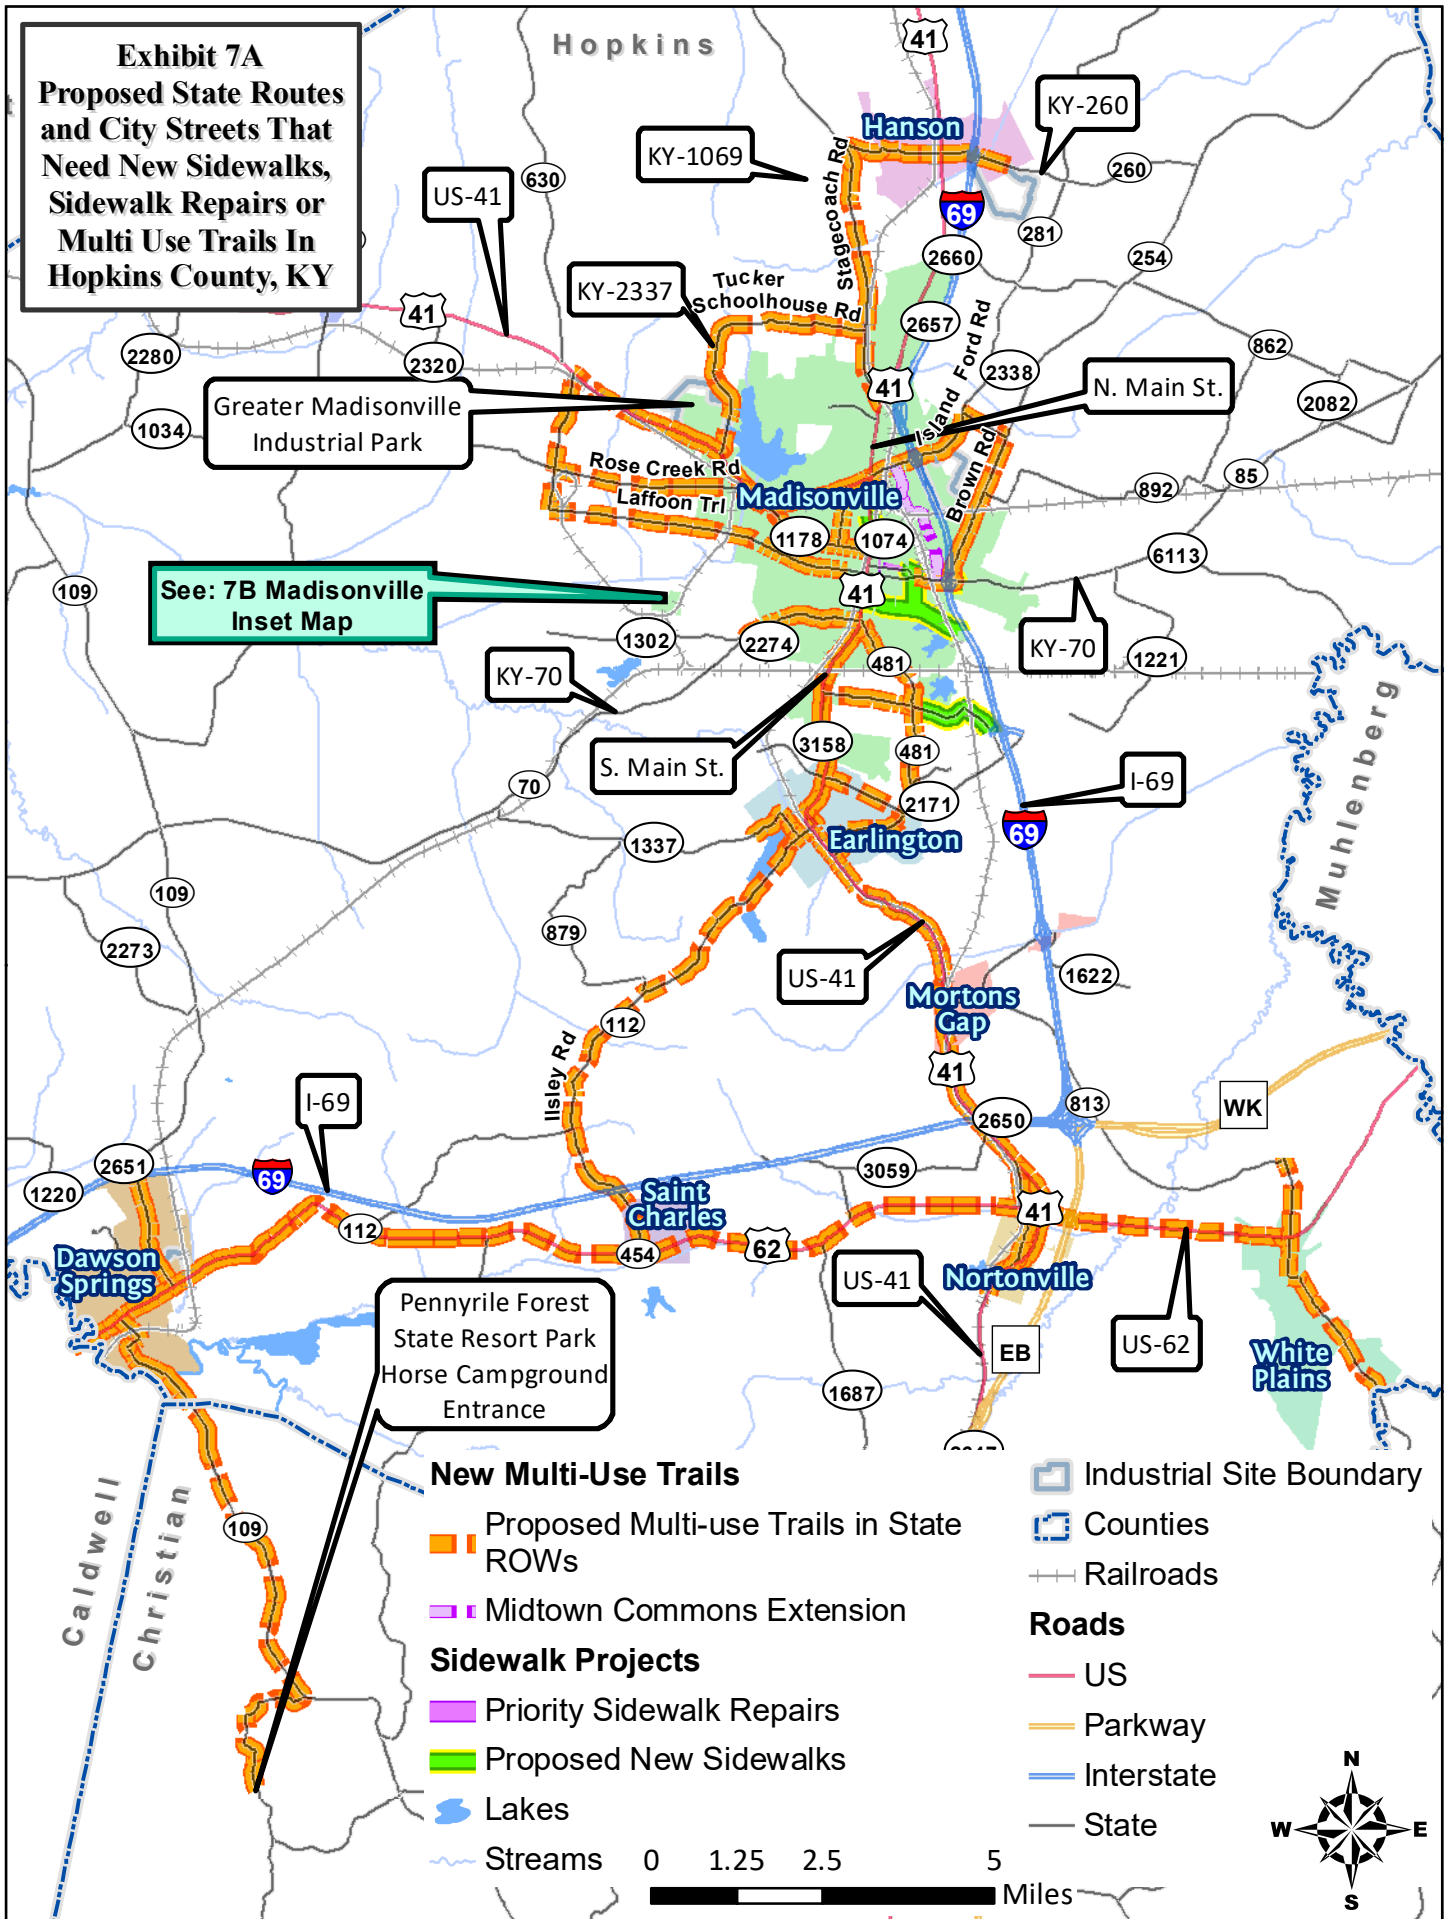 Exhibit 7A
Proposed State Routes
and City Streets That
Need New Sidewalks,
Sidewalk Repairs or
Multi Use Trails In
Hopkins County, KY
Hopkins
41
KY-260
Hanson
KY-1069
Stagecoach Rd
260
630
US-41
69
281
2660
254
KY-2337
Tucker
Schoolhouse Rd
41
2657
Island Ford Rd
2280
2320
862
2338
N. Main St.
41
2082
Greater Madisonville
Industrial Park
1034
Rose Creek Rd
Brown Rd
85
892
Laffoon Trl
Madisonville
1178
1074
6113
109
See: 7B Madisonville
Inset Map
41
1302
2274
KY-70
481
1221
KY-70
Muhlenberg
3158
481
S. Main St.
I-69
70
2171
69
1337
Earlington
109
879
2273
US-41
1622
Mortons
Gap
112
Ilsley Rd
41
I-69
813
WK
2650
2651
3059
69
1220
Saint
Charles
41
112
454
62
Dawson
Springs
US-41
Nortonville
Pennyrile Forest
State Resort Park
Horse Campground
Entrance
EB
US-62
White
Plains
1687
109
Caldwell
Christian
New Multi-Use Trails
Proposed Multi-use Trails in State
ROWs
Midtown Commons Extension
Sidewalk Projects
Priority Sidewalk Repairs
Proposed New Sidewalks
Lakes
Streams
Industrial Site Boundary
Counties
Railroads
Roads
US
Parkway
Interstate
State
0 1.25 2.5 5
Miles
N
W E
S